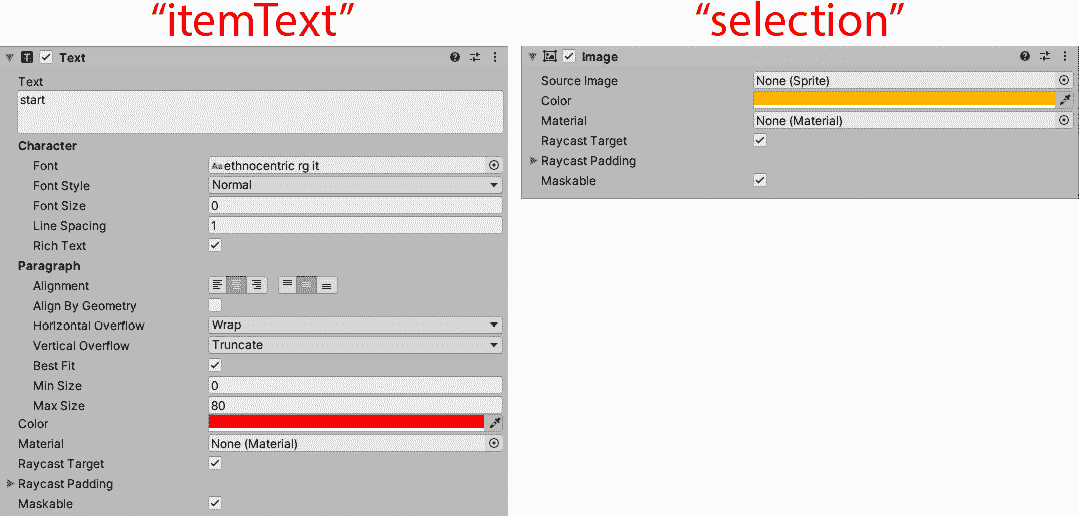 “itemText”
Text
Text
start
Character
Font
ethnocentric rg it
Font Style
Normal
Font Size
0
Line Spacing
1
Rich Text
Paragraph
Alignment
Align By Geometry
Horizontal Overflow
Wrap
Vertical Overflow
Truncate
Best Fit
Min Size
0
Max Size
80
Color
Material
None (Material)
Raycast Target
Raycast Padding
Maskable
“selection”
Image
Source Image
None (Sprite)
Color
Material
None (Material)
Raycast Target
Raycast Padding
Maskable